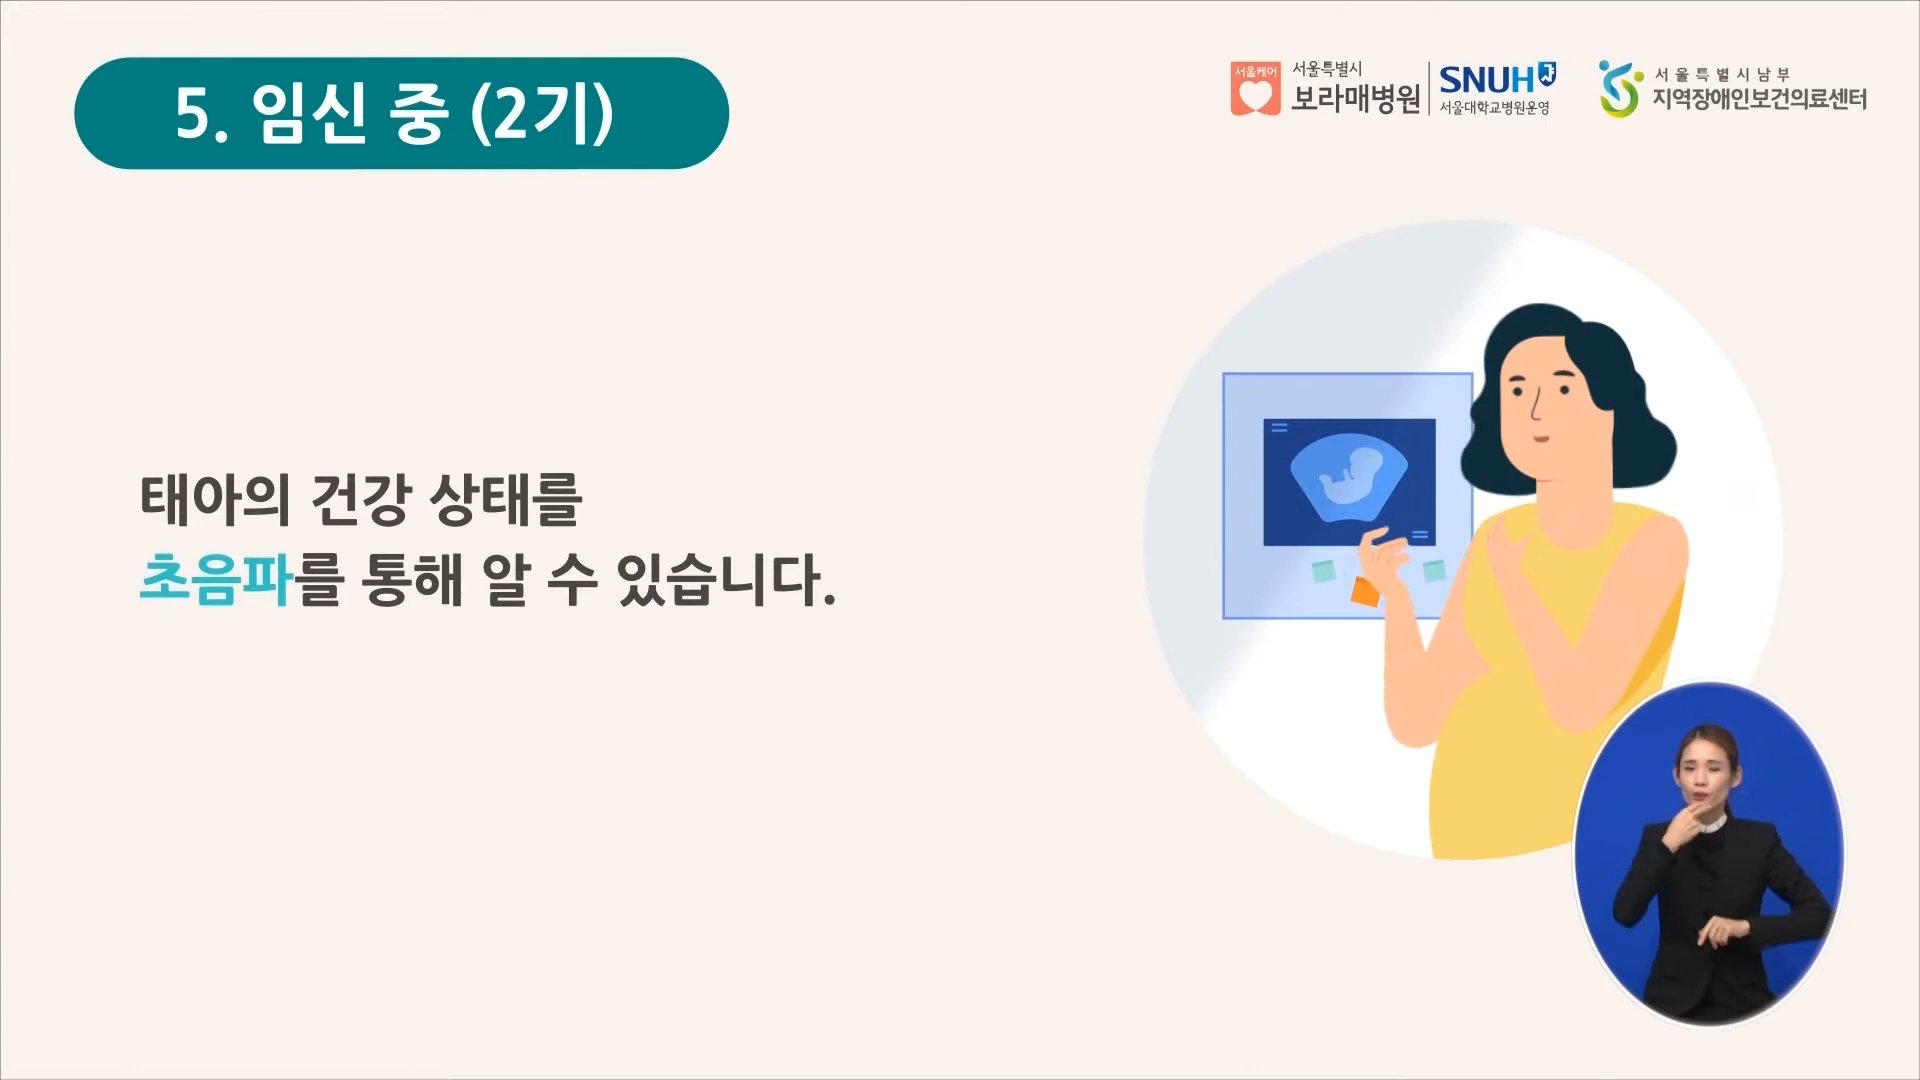 5. 임신 중 (2기)
서울케어
서울특별시
보라매병원
SNUH
서울대학교병원운영
서울특별시남부
지역장애인보건의료센터
태아의 건강 상태를
초음파를 통해 알 수 있습니다.